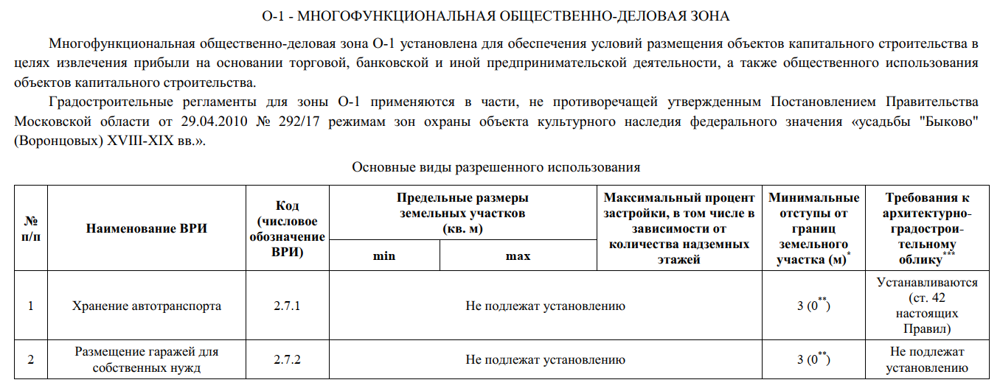 О-1 - МНОГОФУНКЦИОНАЛЬНАЯ ОБЩЕСТВЕННО-ДЕЛОВАЯ ЗОНА
Многофункциональная общественно-деловая зона О-1 установлена для обеспечения условий размещения объектов капитального строительства в
целях извлечения прибыли на основании торговой, банковской и иной предпринимательской деятельности, а также общественного использования
объектов капитального строительства.
Градостроительные регламенты для зоны О-1 применяются в части, не противоречащей утвержденным Постановлением Правительства
Московской области от 29.04.2010 № 292/17 режимам зон охраны объекта культурного наследия федерального значения «усадьбы "Быково"
(Воронцовых) XVIII-XIX вв.».
Основные виды разрешенного использования
№
п/п
Наименование ВРИ
Код
(числовое
обозначение
ВРИ)
Предельные размеры
земельных участков
(кв. м)
min
max
Максимальный процент
застройки, в том числе в
зависимости от
количества надземных
этажей
Минимальные
отступы от
границ
земельного
участка (м)*
Требования к
архитектурно-
градострои-
тельному
облику***
1
Хранение автотранспорта
2.7.1
Не подлежат установлению
3 (0**)
Устанавливаются
(ст. 42
настоящих
Правил)
2
Размещение гаражей для
собственных нужд
2.7.2
Не подлежат установлению
3 (0**)
Не подлежат
установлению